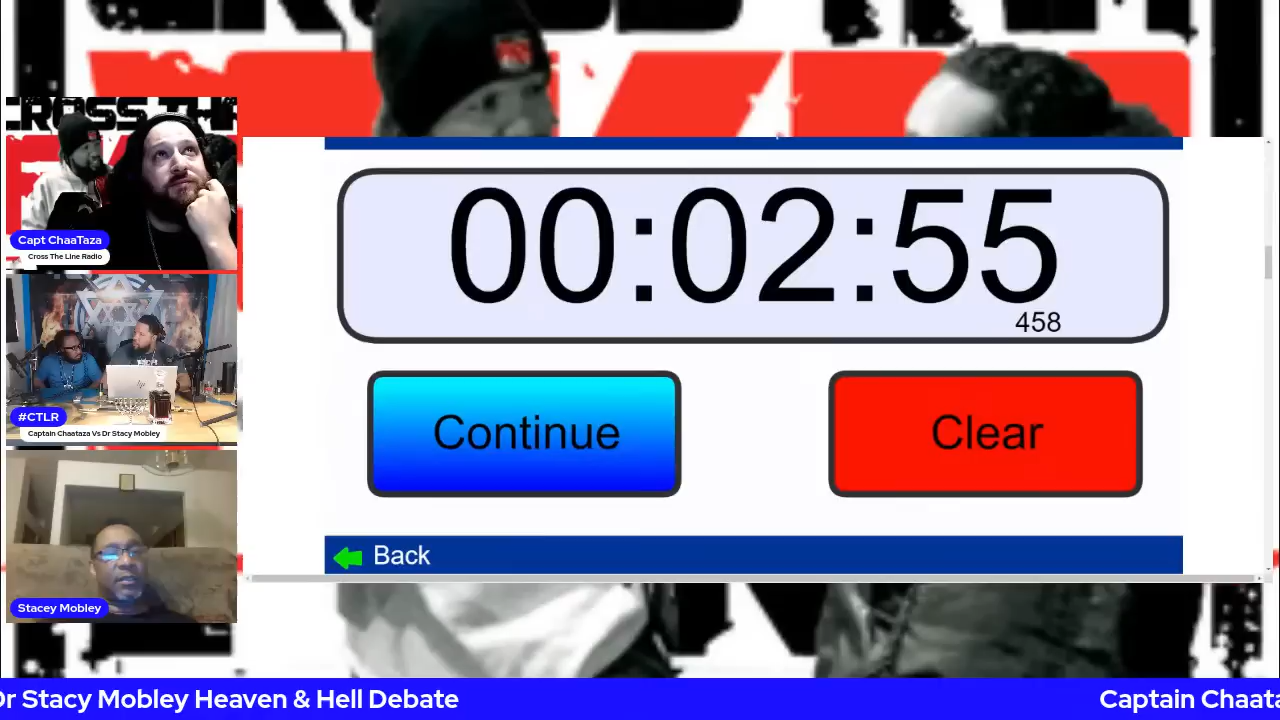 CROSS THE
Capt ChaaTaza
Cross The Line Radio
#CTLR
Captain Chaataza Vs Dr Stacy Mobley
Stacey Mobley
00:02:55
458
Continue
Clear
Back
Dr Stacy Mobley Heaven & Hell Debate
Captain Chaata